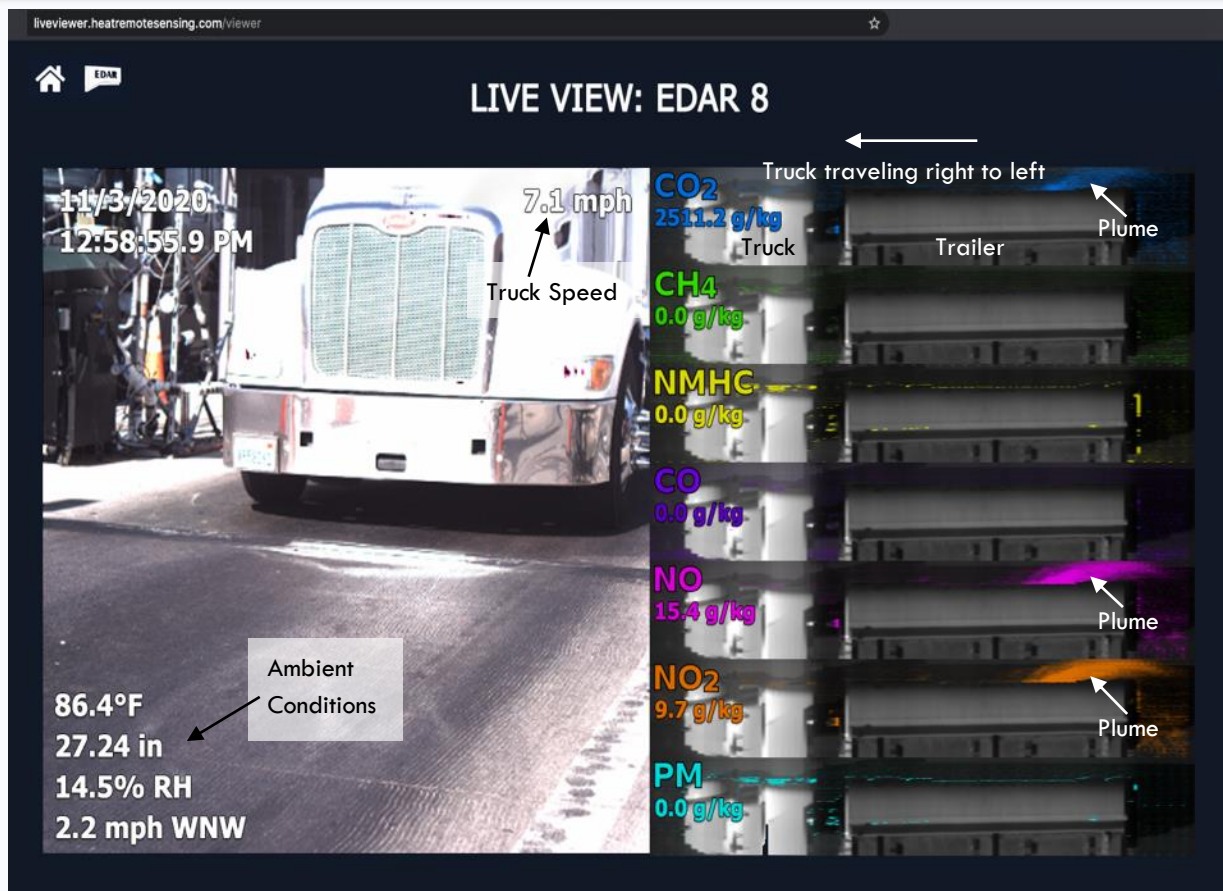 liveviewer.heatremotesensing.com/viewer
EDAR
LIVE VIEW: EDAR 8
11/3/2020
12:58:55.9 PM
7.1 mph
Truck Speed
Ambient
Conditions
86.4°F
27.24 in
14.5% RH
2.2 mph WNW
Truck traveling right to left
CO2
2511.2 g/kg
Truck
Trailer
Plume
CH4
0.0 g/kg
NMHC
0.0 g/kg
CO
0.0 g/kg
NO
15.4 g/kg
Plume
NO2
9.7 g/kg
Plume
PM
0.0 g/kg